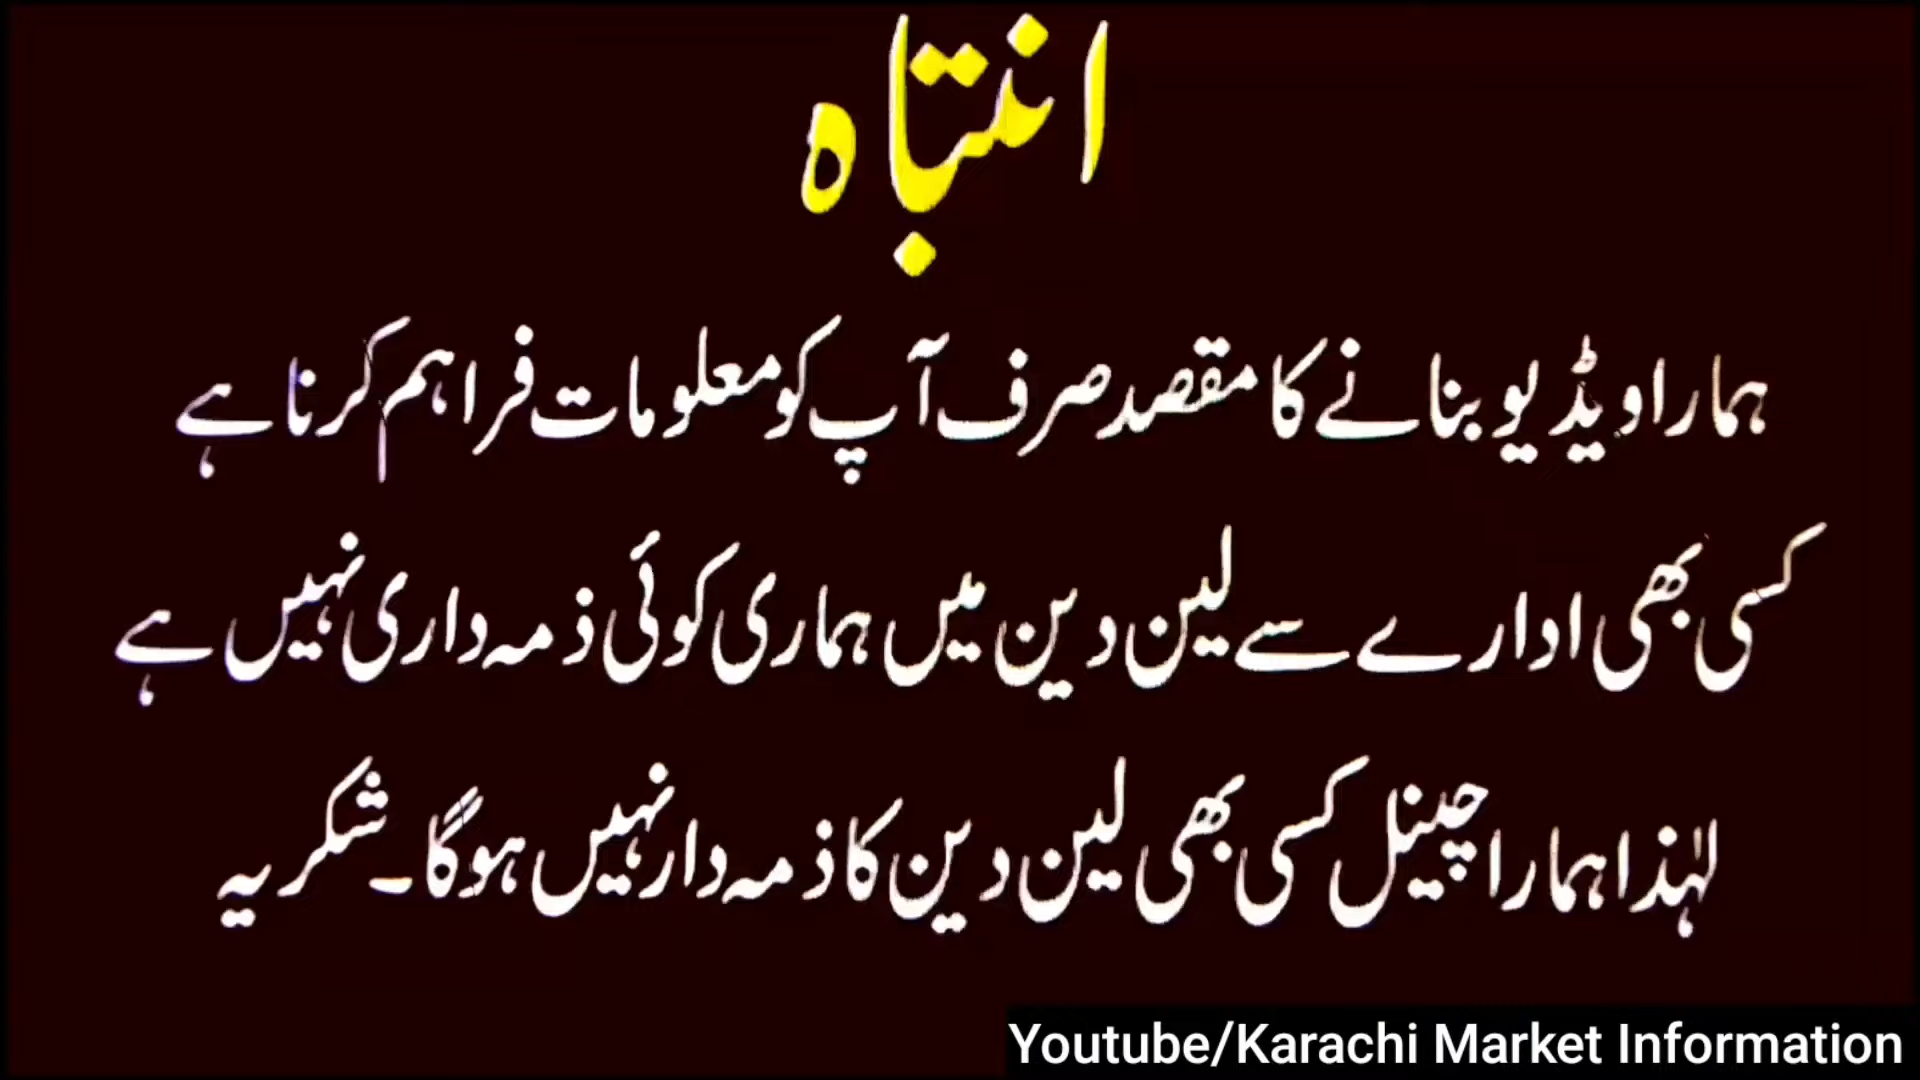 انتباہ
ہمارا ویڈیو بنانے کا مقصد صرف آپ کو معلومات فراہم کرنا ہے
کسی بھی ادارے سے لین دین میں ہماری کوئی ذمہ داری نہیں ہے
لہٰذا ہمارا چینل کسی بھی لین دین کا ذمہ دار نہیں ہوگا۔ شکریہ
Youtube/Karachi Market Information